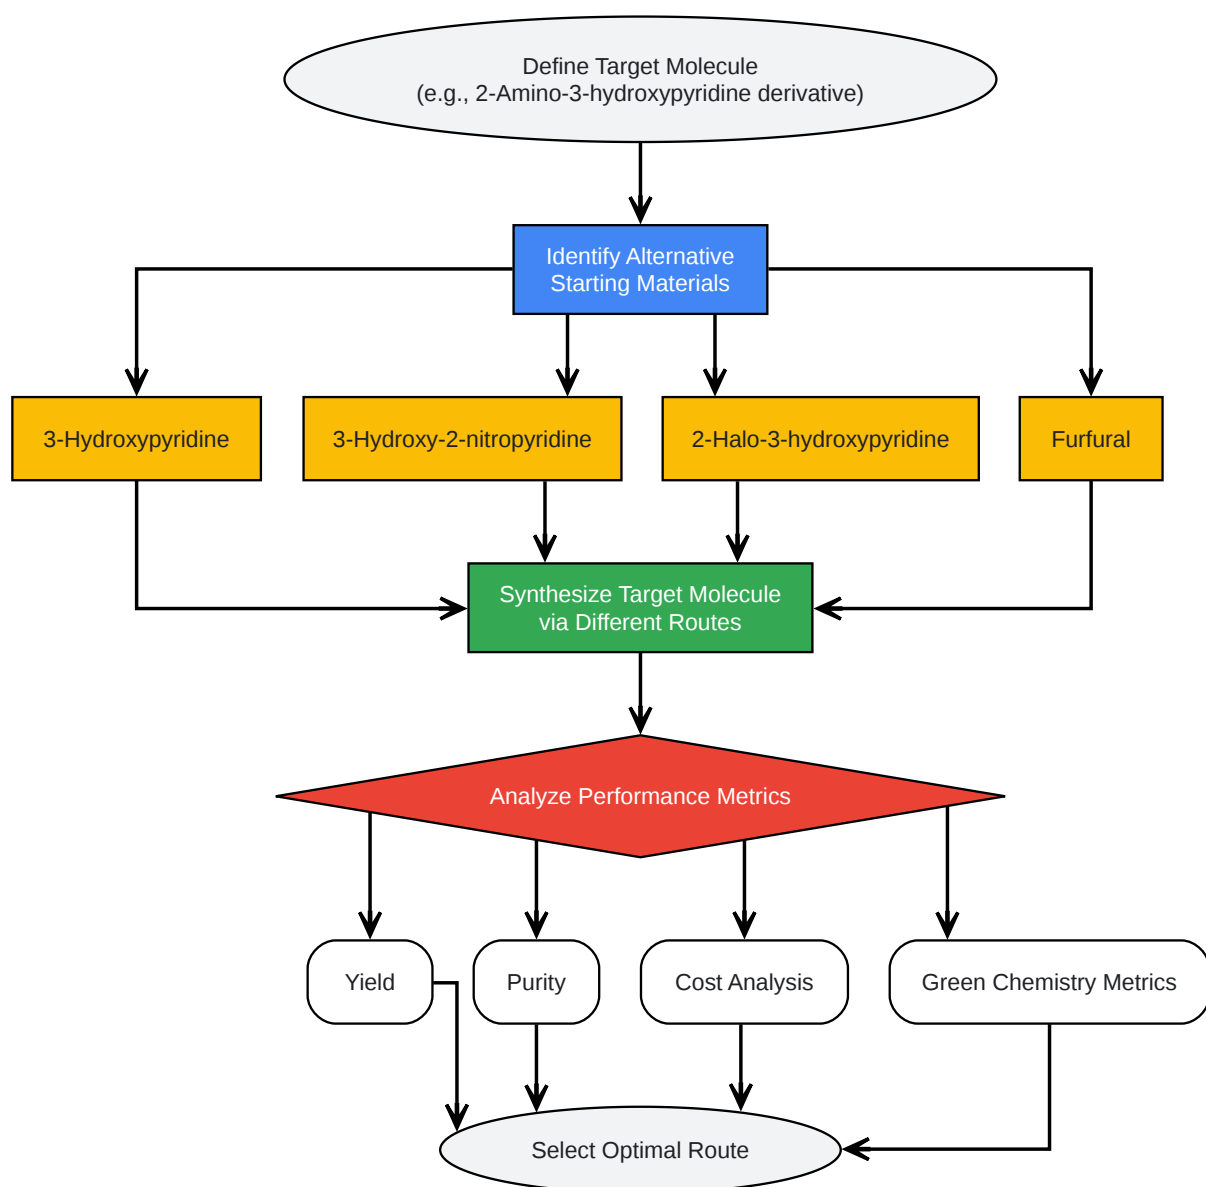 Define Target Molecule
(e.g., 2-Amino-3-hydroxypyridine derivative)
Identify Alternative
Starting Materials
3-Hydroxypyridine
3-Hydroxy-2-nitropyridine
2-Halo-3-hydroxypyridine
Furfural
Synthesize Target Molecule
via Different Routes
Analyze Performance Metrics
Yield
Purity
Cost Analysis
Green Chemistry Metrics
Select Optimal Route